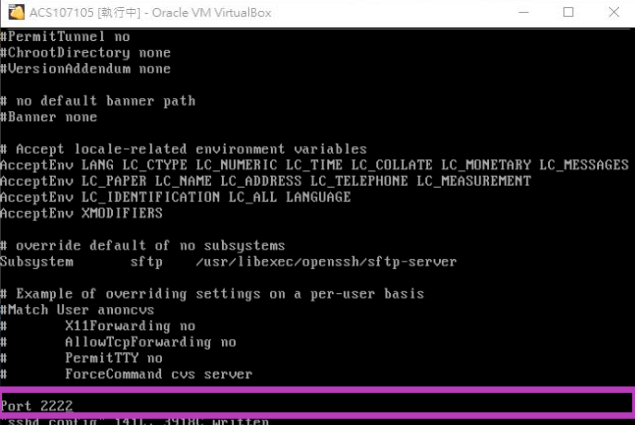 ACS107105 [執行中] - Oracle VM VirtualBox
#PermitTunnel no
#ChrootDirectory none
#VersionAddendum none
# no default banner path
#Banner none
# Accept locale-related environment variables
AcceptEnv LANG LC_CTYPE LC_NUMERIC LC_TIME LC_COLLATE LC_MONETARY LC_MESSAGES
AcceptEnv LC_PAPER LC_NAME LC_ADDRESS LC_TELEPHONE LC_MEASUREMENT
AcceptEnv LC_IDENTIFICATION LC_ALL LANGUAGE
AcceptEnv XMODIFIERS
# override default of no subsystems
Subsystem sftp /usr/libexec/openssh/sftp-server
# Example of overriding settings on a per-user basis
#Match User anoncvs
# X11Forwarding no
# AllowTcpForwarding no
# PermitTTY no
# ForceCommand cvs server
Port 2222
"sshd_config" 141L, 3918C written